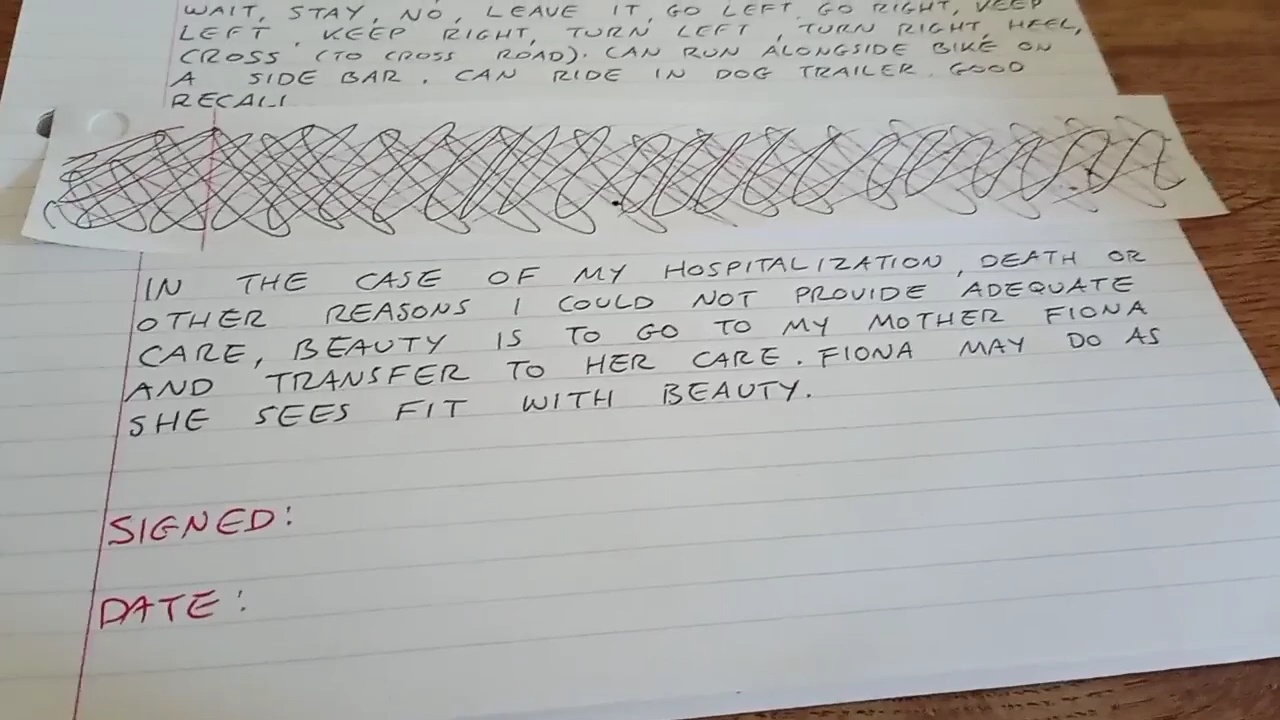 WAIT, STAY, NO, LEAVE IT, GO LEFT, GO RIGHT, KEEP
LEFT, KEEP RIGHT, TURN LEFT, TURN RIGHT, HEEL,
CROSS (TO CROSS ROAD). CAN RUN ALONGSIDE BIKE ON
A SIDE BAR. CAN RIDE IN DOG TRAILER. GOOD
RECALL
IN THE CASE OF MY HOSPITALIZATION, DEATH OR
OTHER REASONS I COULD NOT PROVIDE ADEQUATE
CARE, BEAUTY IS TO GO TO MY MOTHER FIONA
AND TRANSFER TO HER CARE. FIONA MAY DO AS
SHE SEES FIT WITH BEAUTY.
SIGNED:
DATE: